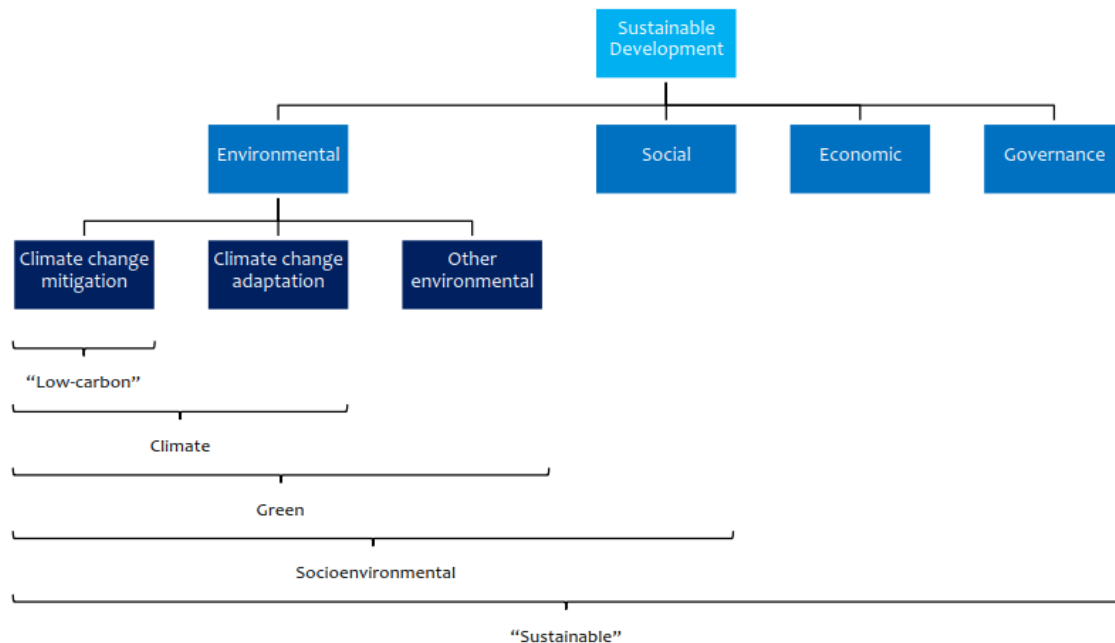 Sustainable
Development
Environmental
Social
Economic
Governance
Climate change
mitigation
Climate change
adaptation
Other
environmental
“Low-carbon”
Climate
Green
Socioenvironmental
“Sustainable”